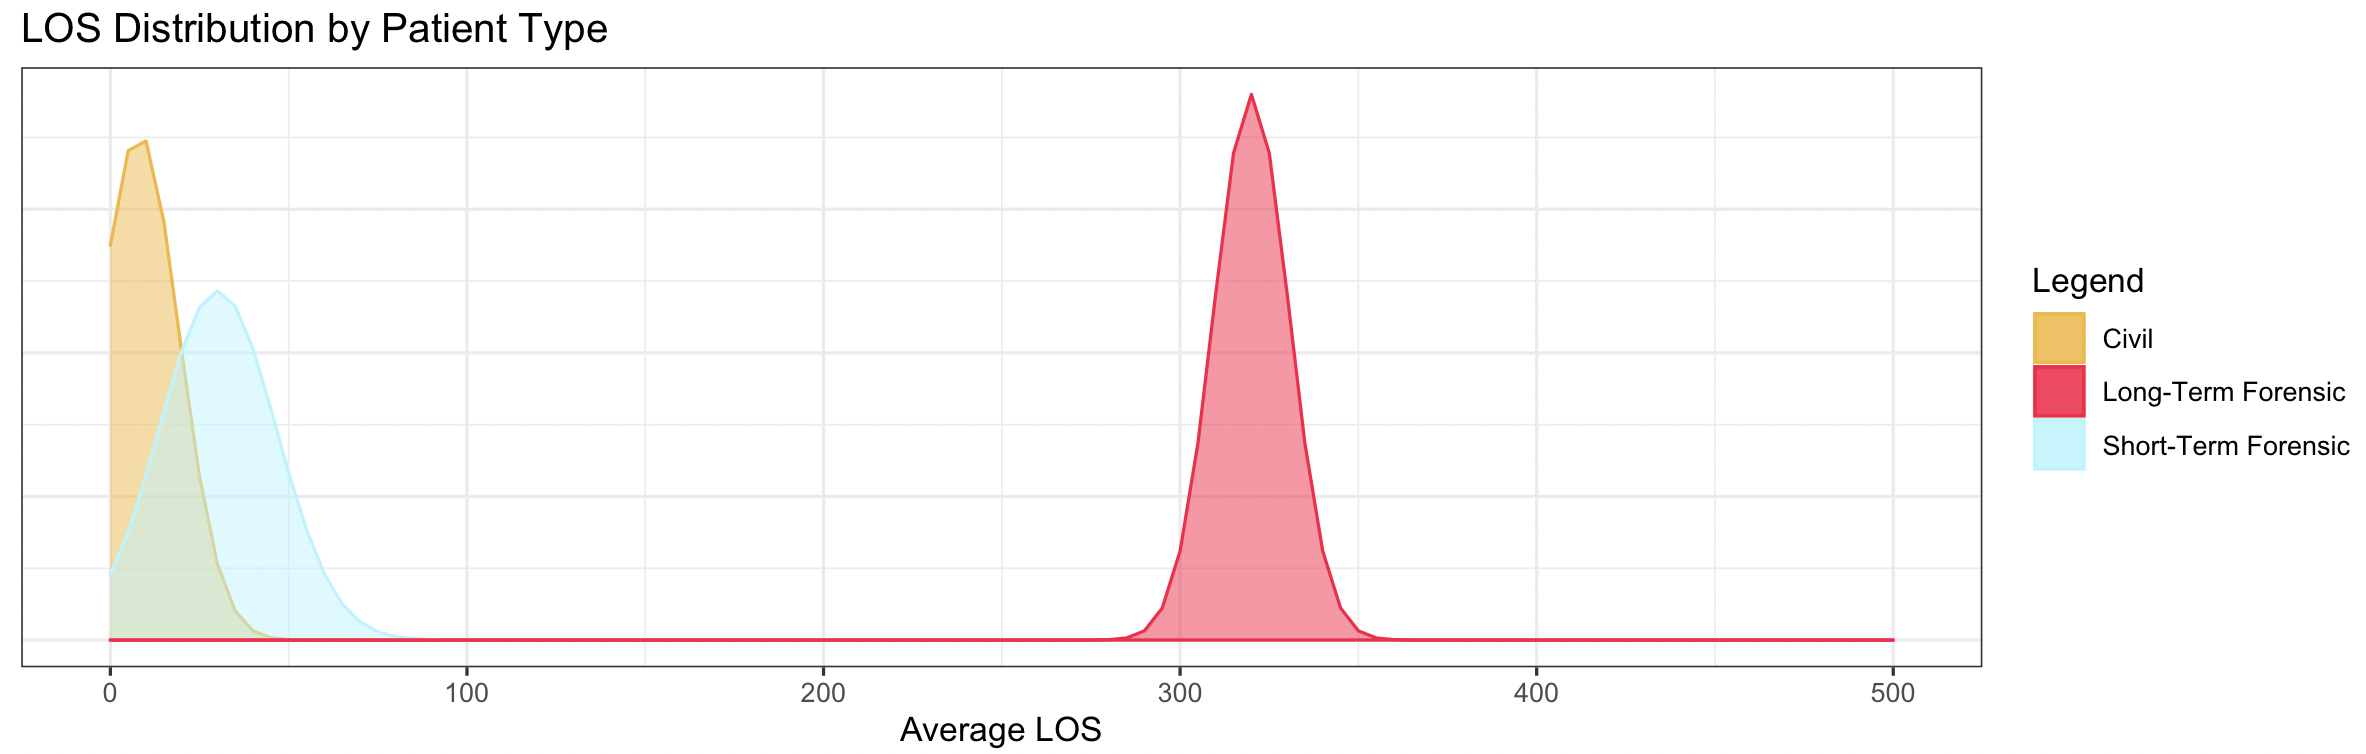 LOS Distribution by Patient Type
Legend
Civil
Long-Term Forensic
Short-Term Forensic
0 100 200 300 400 500
Average LOS